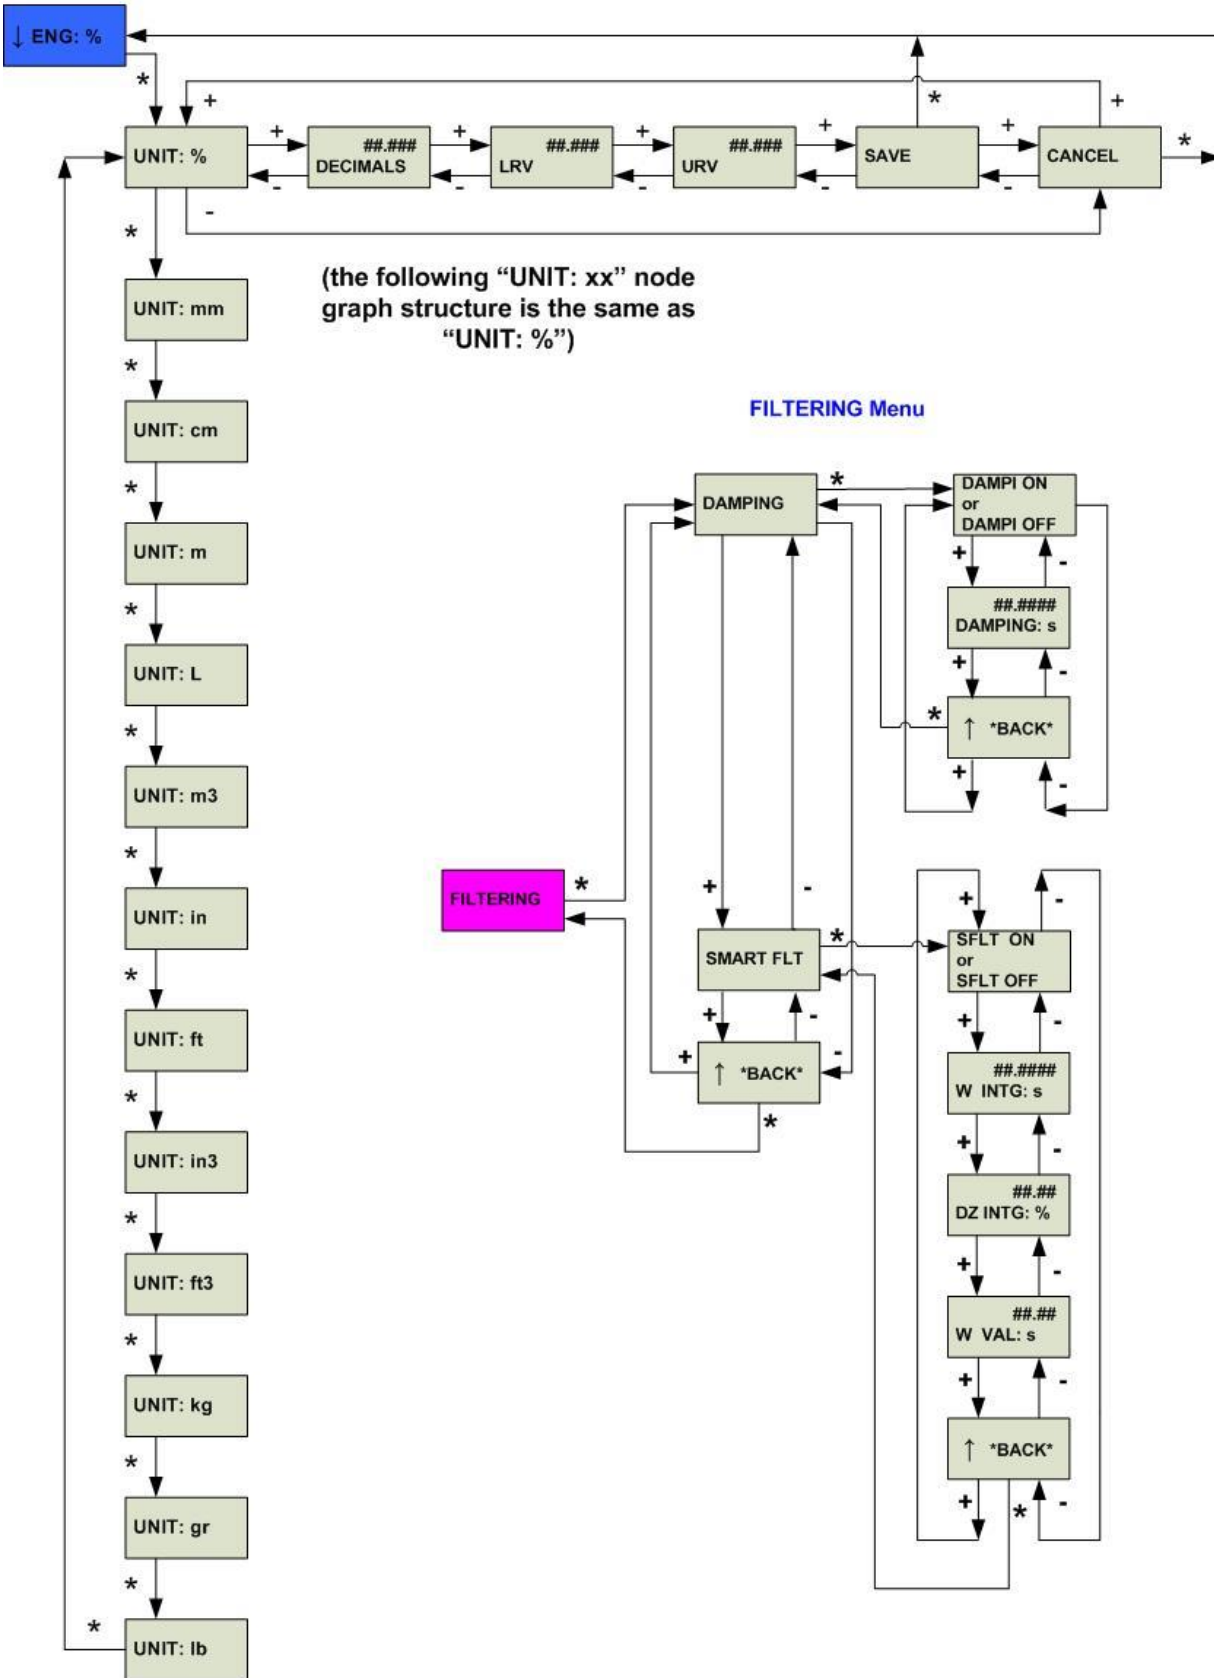 ↓ ENG: %
*
+
*
+
*
UNIT: %
+
-
##.###
DECIMALS
+
-
##.###
LRV
+
-
##.###
URV
+
-
SAVE
+
-
CANCEL
-
*
(the following “UNIT: xx” node
graph structure is the same as
“UNIT: %”)
UNIT: mm
*
UNIT: cm
*
UNIT: m
*
UNIT: L
*
UNIT: m3
*
UNIT: in
*
UNIT: ft
*
UNIT: in3
*
UNIT: ft3
*
UNIT: kg
*
UNIT: gr
*
*
UNIT: lb
FILTERING Menu
FILTERING
*
DAMPING
*
+
-
SMART FLT
*
+
-
+
-
↑ *BACK*
*
DAMPI ON
or
DAMPI OFF
+
-
##.####
DAMPING: s
+
-
*
↑ *BACK*
+
-
+
-
SFLT ON
or
SFLT OFF
+
-
##.####
W INTG: s
+
-
##.##
DZ INTG: %
+
-
##.##
W VAL: s
+
-
↑ *BACK*
+
*
-